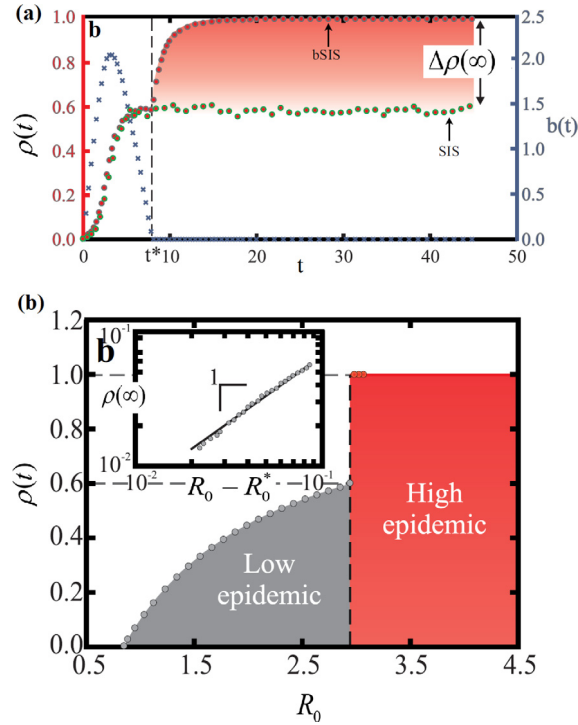 (a)
b
1.0
0.8
0.6
0.4
0.2
0.0
ρ(t)
bSIS
SIS
Δρ(∞)
2.5
2.0
1.5
1.0
0.5
0.0
b(t)
0 t* 10 20 30 40 50
t
(b)
b
1.2
1.0
0.8
0.6
0.4
0.2
0.0
ρ(t)
10⁻¹
ρ(∞)
10⁻²
1
10⁻² R₀ − R₀* 10⁻¹
Low
epidemic
High
epidemic
0.5 1.5 2.5 3.5 4.5
R₀